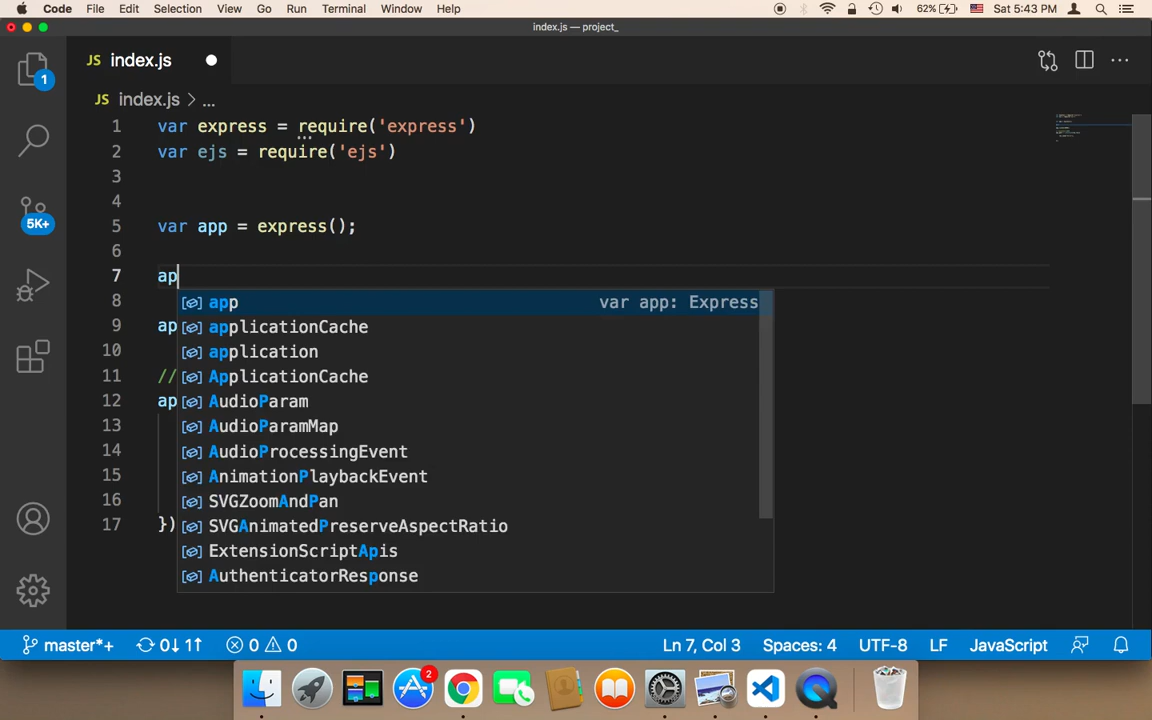 Code File Edit Selection View Go Run Terminal Window Help 62% Sat 5:43 PM
index.js — project_
JS index.js
1
JS index.js > ...
1 var express = require('express')
2 var ejs = require('ejs')
3
4
5K+
5 var app = express();
6
7 ap
8 app var app: Express
9 ap applicationCache
10 application
11 // ApplicationCache
12 ap AudioParam
13 AudioParamMap
14 AudioProcessingEvent
15 AnimationPlaybackEvent
16 SVGZoomAndPan
17 }) SVGAnimatedPreserveAspectRatio
ExtensionScriptApis
AuthenticatorResponse
master*+ 0↓ 1↑ 0 0 Ln 7, Col 3 Spaces: 4 UTF-8 LF JavaScript
2